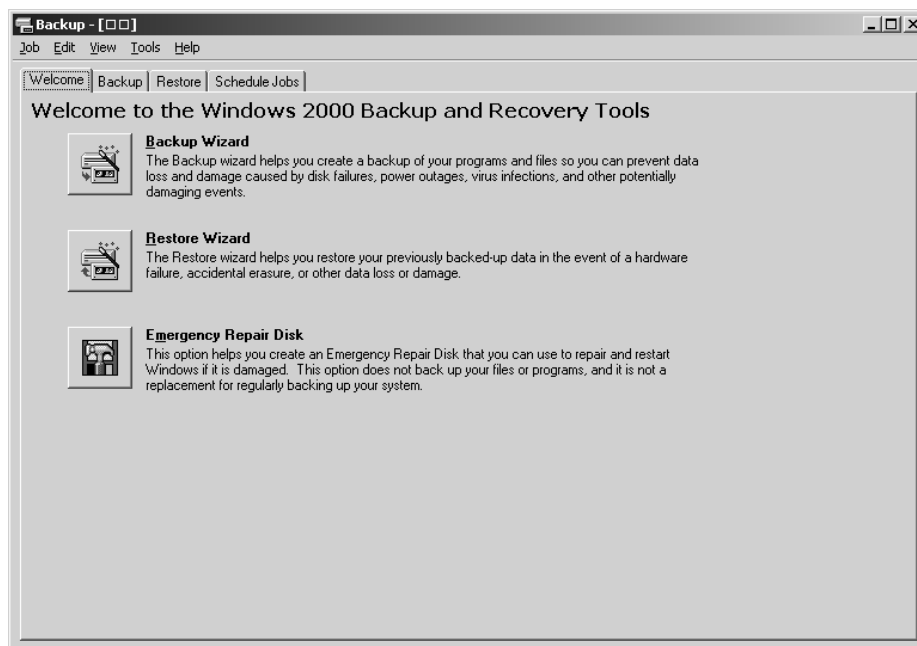 Backup - [□□]
Job Edit View Tools Help
Welcome Backup Restore Schedule Jobs
Welcome to the Windows 2000 Backup and Recovery Tools
Backup Wizard
The Backup wizard helps you create a backup of your programs and files so you can prevent data
loss and damage caused by disk failures, power outages, virus infections, and other potentially
damaging events.
Restore Wizard
The Restore wizard helps you restore your previously backed-up data in the event of a hardware
failure, accidental erasure, or other data loss or damage.
Emergency Repair Disk
This option helps you create an Emergency Repair Disk that you can use to repair and restart
Windows if it is damaged.  This option does not back up your files or programs, and it is not a
replacement for regularly backing up your system.